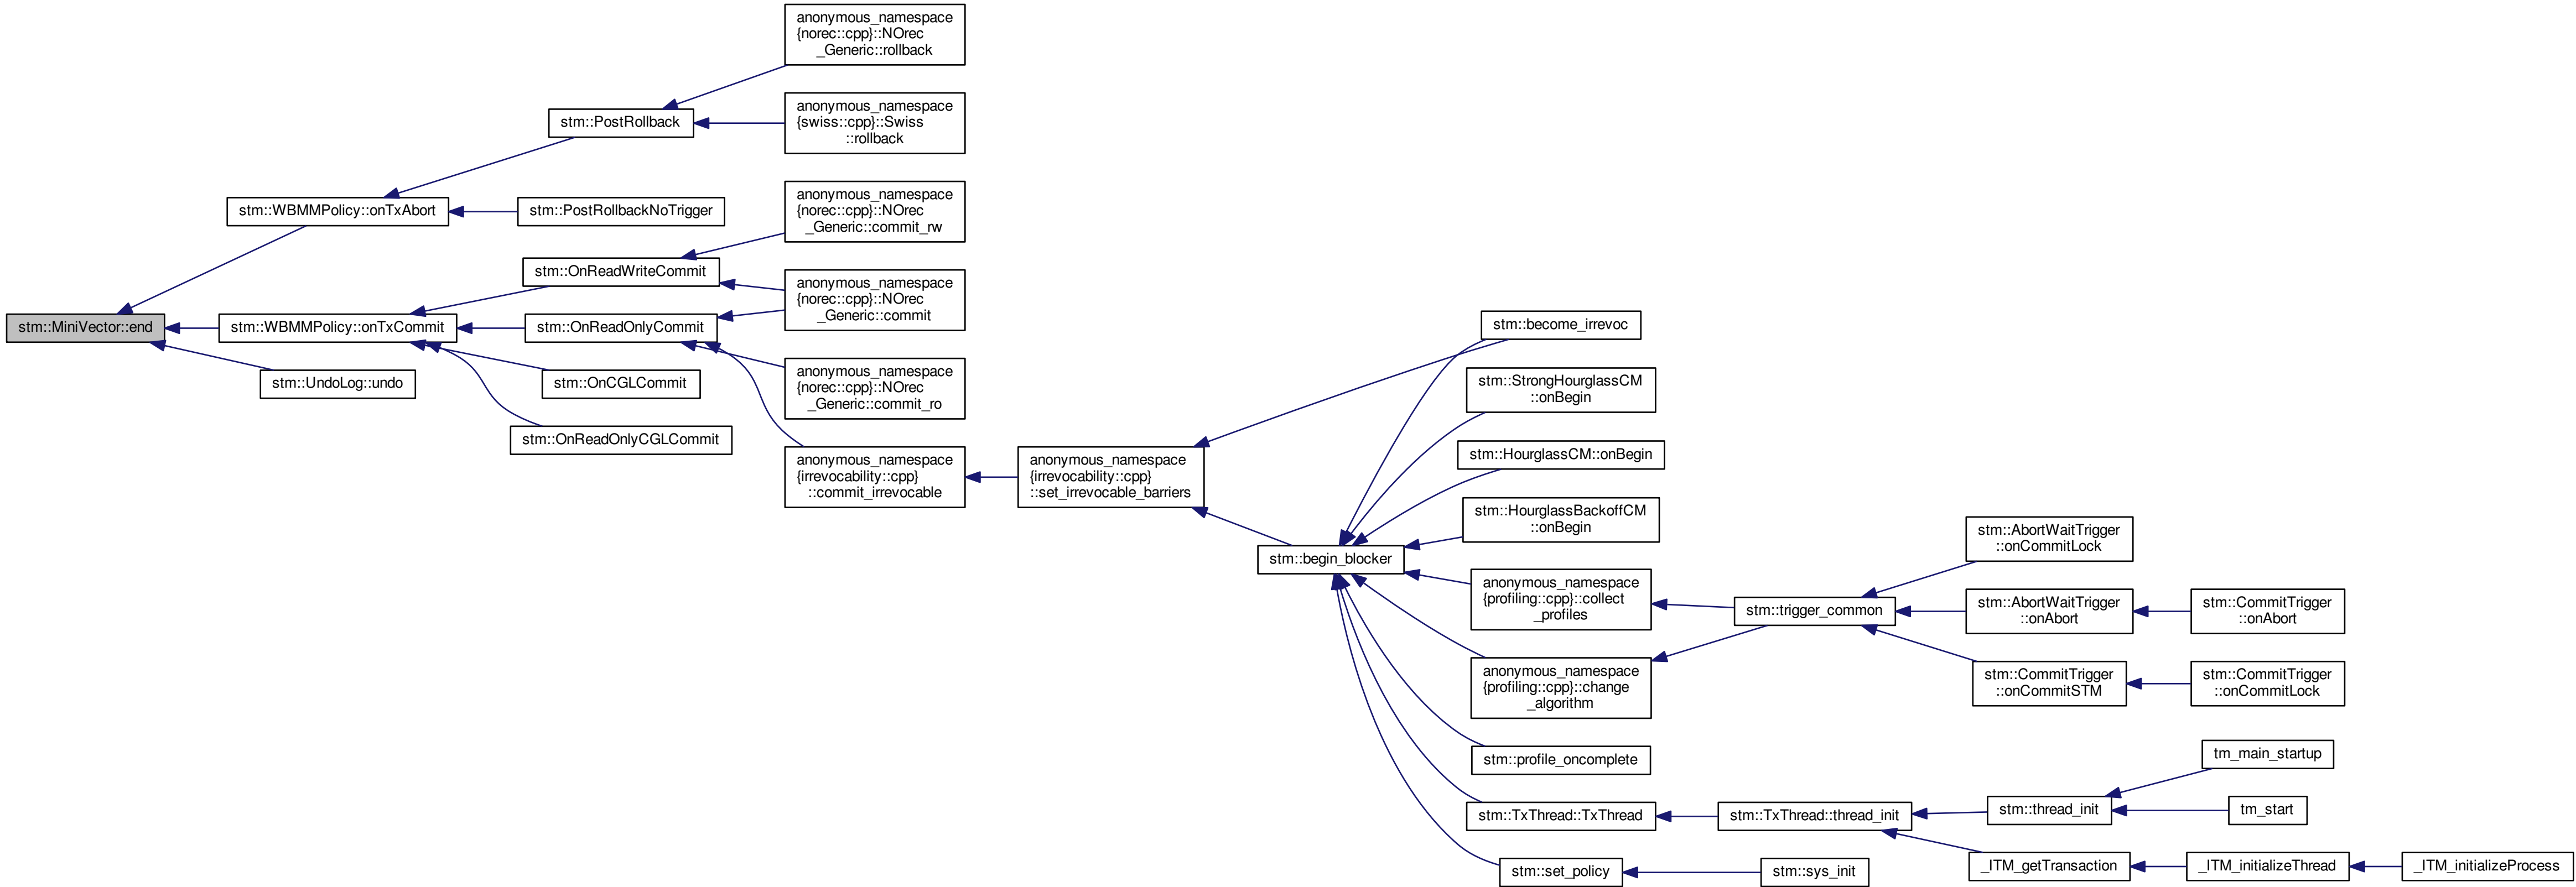 anonymous_namespace
{norec::cpp}::NOrec
_Generic::rollback
stm::PostRollback
anonymous_namespace
{swiss::cpp}::Swiss
::rollback
stm::WBMMPolicy::onTxAbort
stm::PostRollbackNoTrigger
anonymous_namespace
{norec::cpp}::NOrec
_Generic::commit_rw
stm::OnReadWriteCommit
anonymous_namespace
{norec::cpp}::NOrec
_Generic::commit
stm::MiniVector::end
stm::WBMMPolicy::onTxCommit
stm::OnReadOnlyCommit
stm::UndoLog::undo
stm::OnCGLCommit
anonymous_namespace
{norec::cpp}::NOrec
_Generic::commit_ro
stm::OnReadOnlyCGLCommit
anonymous_namespace
{irrevocability::cpp}
::commit_irrevocable
anonymous_namespace
{irrevocability::cpp}
::set_irrevocable_barriers
stm::begin_blocker
stm::become_irrevoc
stm::StrongHourglassCM
::onBegin
stm::HourglassCM::onBegin
stm::HourglassBackoffCM
::onBegin
anonymous_namespace
{profiling::cpp}::collect
_profiles
anonymous_namespace
{profiling::cpp}::change
_algorithm
stm::trigger_common
stm::AbortWaitTrigger
::onCommitLock
stm::AbortWaitTrigger
::onAbort
stm::CommitTrigger
::onAbort
stm::CommitTrigger
::onCommitSTM
stm::CommitTrigger
::onCommitLock
stm::profile_oncomplete
stm::TxThread::TxThread
stm::TxThread::thread_init
stm::thread_init
tm_main_startup
tm_start
_ITM_getTransaction
_ITM_initializeThread
_ITM_initializeProcess
stm::set_policy
stm::sys_init